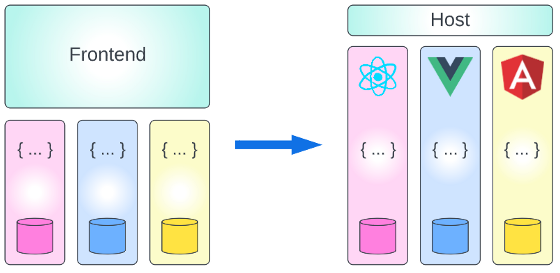 Frontend
{ ... } { ... } { ... }
Host
A
{ ... } { ... } { ... }